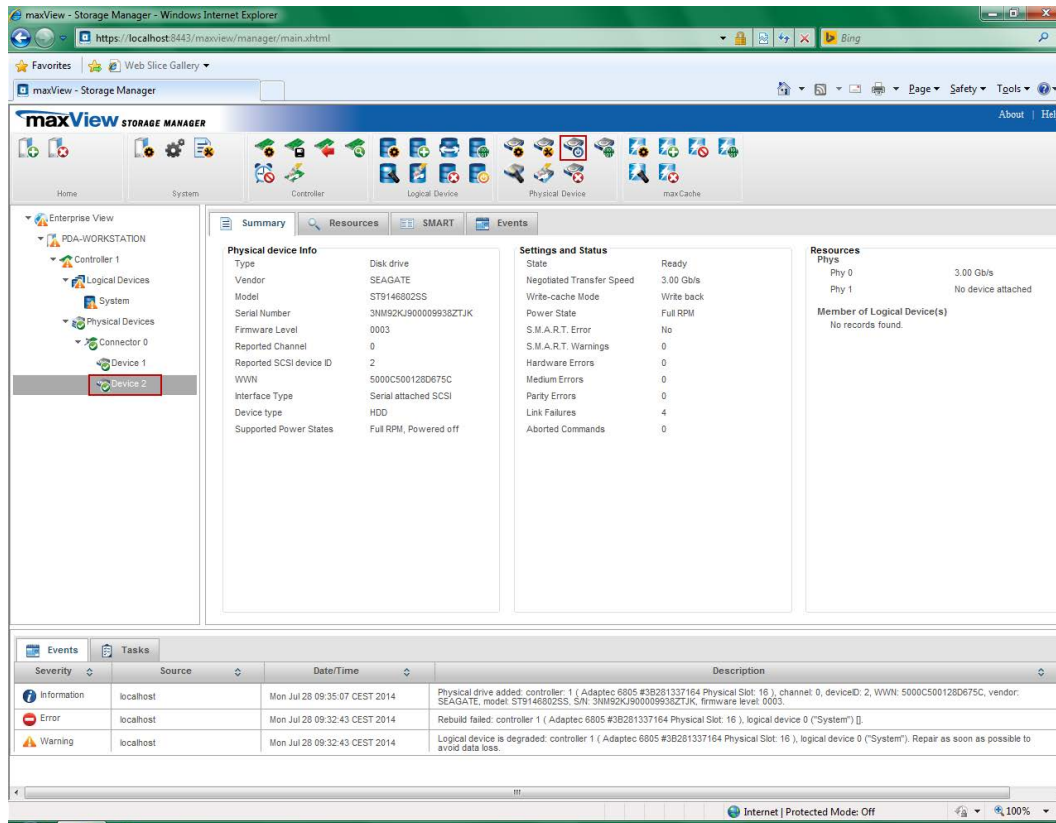 maxView - Storage Manager - Windows Internet Explorer
https://localhost:8443/maxview/manager/main.xhtml
Bing
Favorites Web Slice Gallery
maxView - Storage Manager
Page Safety Tools
maxView STORAGE MANAGER
About | Hel
Home System Controller Logical Device Physical Device maxCache
Enterprise View
PDA-WORKSTATION
Controller 1
Logical Devices
System
Physical Devices
Connector 0
Device 1
Device 2
Summary Resources SMART Events
Physical device Info
Type Disk drive
Vendor SEAGATE
Model ST9146802SS
Serial Number 3NM92KJ900009938ZTJK
Firmware Level 0003
Reported Channel 0
Reported SCSI device ID 2
WWN 5000C500128D675C
Interface Type Serial attached SCSI
Device type HDD
Supported Power States Full RPM, Powered off
Settings and Status
State Ready
Negotiated Transfer Speed 3.00 Gb/s
Write-cache Mode Write back
Power State Full RPM
S.M.A.R.T. Error No
S.M.A.R.T. Warnings 0
Hardware Errors 0
Medium Errors 0
Parity Errors 0
Link Failures 4
Aborted Commands 0
Resources
Phys
Phy 0 3.00 Gb/s
Phy 1 No device attached
Member of Logical Device(s)
No records found.
Events Tasks
Severity Source Date/Time Description
Information localhost Mon Jul 28 09:35:07 CEST 2014 Physical drive added: controller: 1 ( Adaptec 6805 #3B281337164 Physical Slot: 16 ), channel: 0, deviceID: 2, WWN: 5000C500128D675C, vendor:
SEAGATE, model: ST9146802SS, S/N: 3NM92KJ900009938ZTJK, firmware level: 0003.
Error localhost Mon Jul 28 09:32:43 CEST 2014 Rebuild failed: controller 1 ( Adaptec 6805 #3B281337164 Physical Slot: 16 ), logical device 0 ("System") [].
Warning localhost Mon Jul 28 09:32:43 CEST 2014 Logical device is degraded: controller 1 ( Adaptec 6805 #3B281337164 Physical Slot: 16 ), logical device 0 ("System"). Repair as soon as possible to
avoid data loss.
Internet | Protected Mode: Off 100%